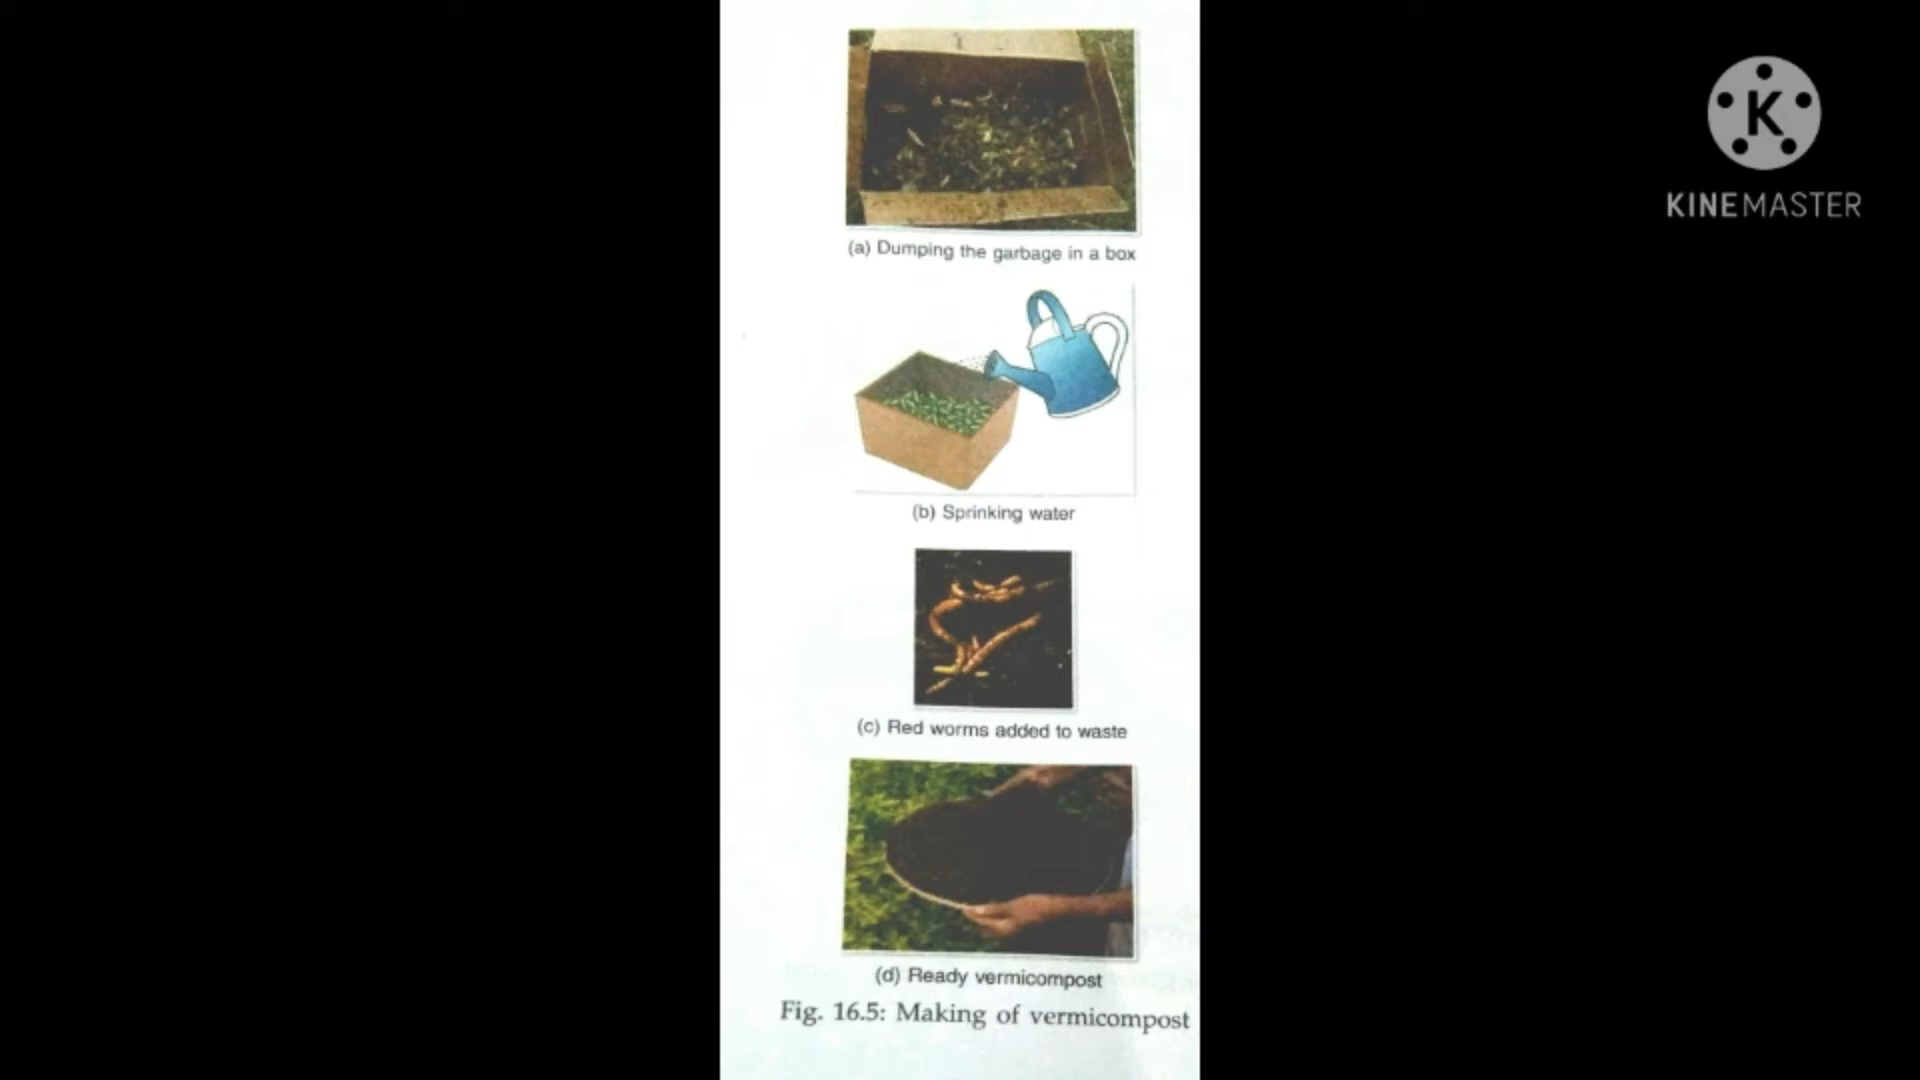 (a) Dumping the garbage in a box
(b) Sprinking water
(c) Red worms added to waste
(d) Ready vermicompost
Fig. 16.5: Making of vermicompost
K
KINEMASTER